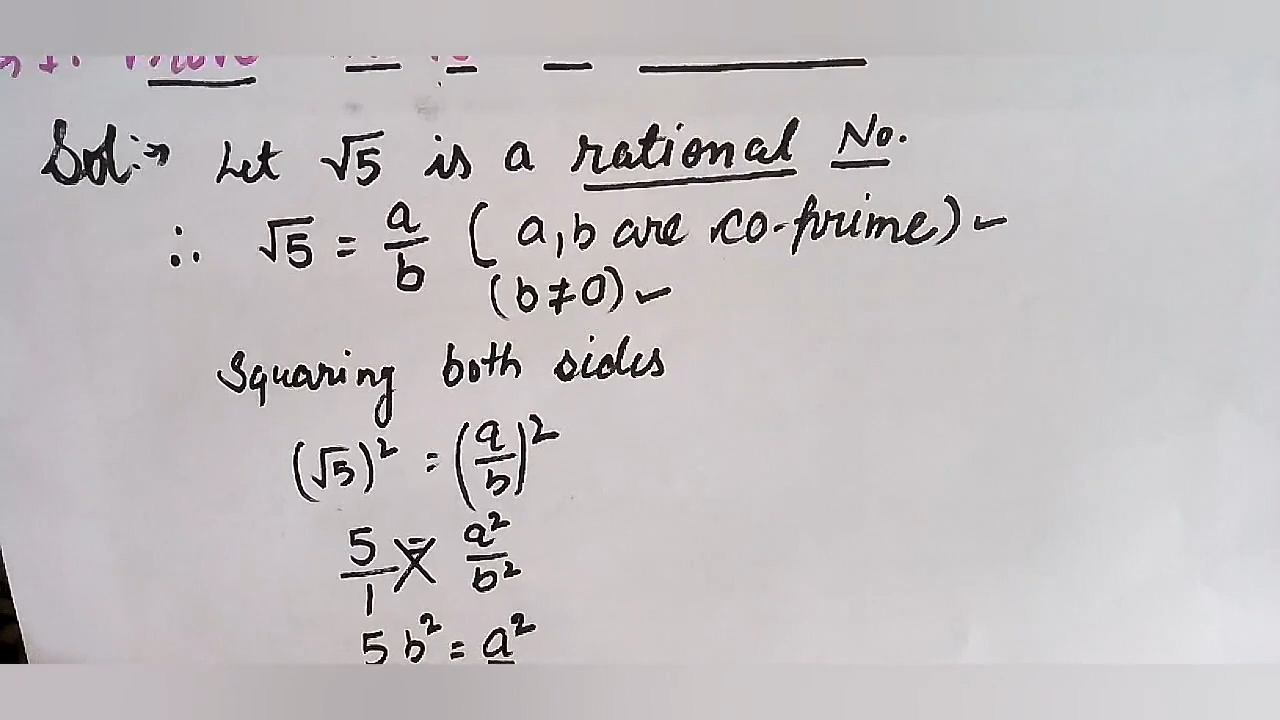 Sol:→ Let √5 is a rational No.
∴ √5 = a/b ( a, b are co-prime) ✓
(b ≠ 0) ✓
Squaring both sides
(√5)² = (a/b)²
5/1 = a²/b²
5b² = a²